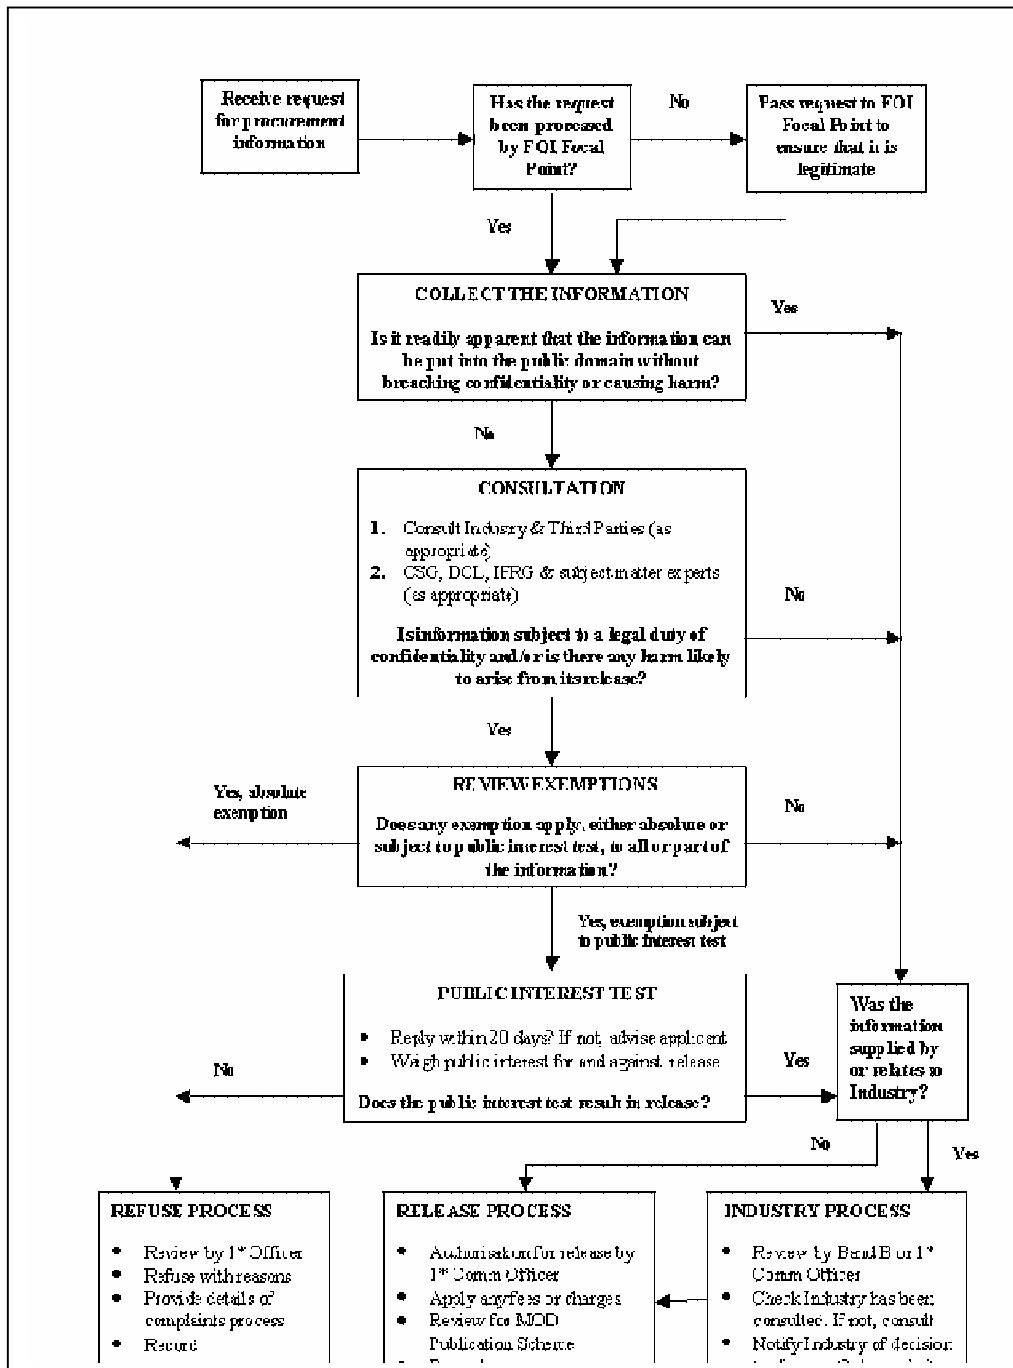 Receive request
for procurement
information
Has the request
been processed
by FOI Focal
Point?
No
Pass request to FOI
Focal Point to
ensure that it is
legitimate
Yes
COLLECT THE INFORMATION
Is it readily apparent that the information can
be put into the public domain without
breaching confidentiality or causing harm?
Yes
No
CONSULTATION
1. Consult Industry & Third Parties (as
appropriate)
2. CSG, DCL, IFRG & subject matter experts
(as appropriate)
Is information subject to a legal duty of
confidentiality and/or is there any harm likely
to arise from its release?
No
Yes
REVIEW EXEMPTIONS
Does any exemption apply, either absolute or
subject to public interest test, to all or part of
the information?
Yes, absolute
exemption
No
Yes, exemption subject
to public interest test
PUBLIC INTEREST TEST
• Reply within 20 days? If not, advise applicant
• Weigh public interest for and against release
Does the public interest test result in release?
No
Yes
Was the
information
supplied by
or relates to
Industry?
No
Yes
REFUSE PROCESS
• Review by 1* Officer
• Refuse with reasons
• Provide details of
complaints process
• Record
RELEASE PROCESS
• Authorisation for release by
1* Comm Officer
• Apply any fees or charges
• Review for MOD
Publication Scheme
INDUSTRY PROCESS
• Review by Band B or 1*
Comm Officer
• Check Industry has been
consulted. If not, consult
• Notify Industry of decision